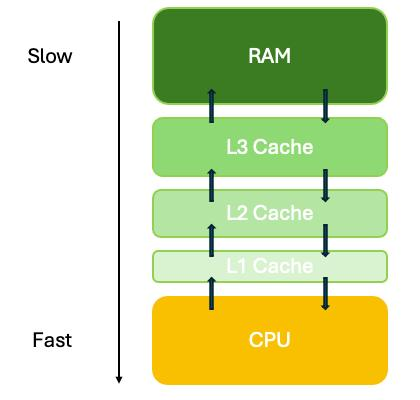 Slow
RAM
L3 Cache
L2 Cache
L1 Cache
Fast
CPU